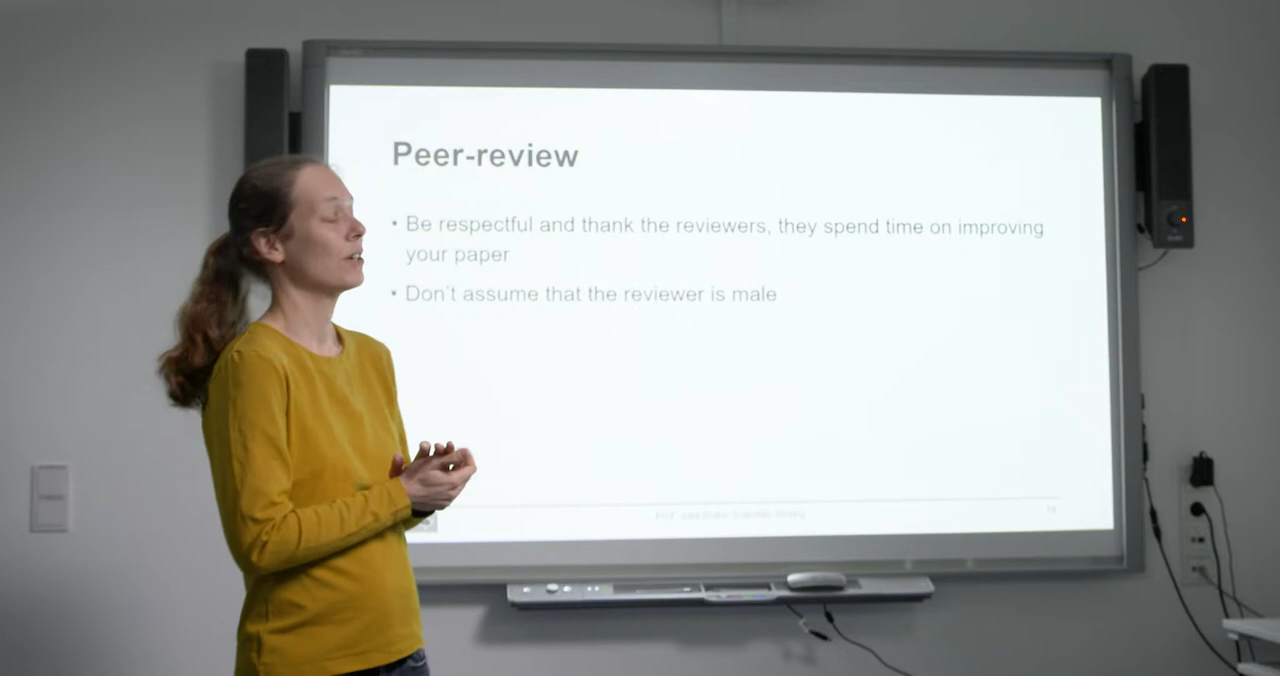 Peer-review
• Be respectful and thank the reviewers, they spend time on improving
your paper
• Don't assume that the reviewer is male